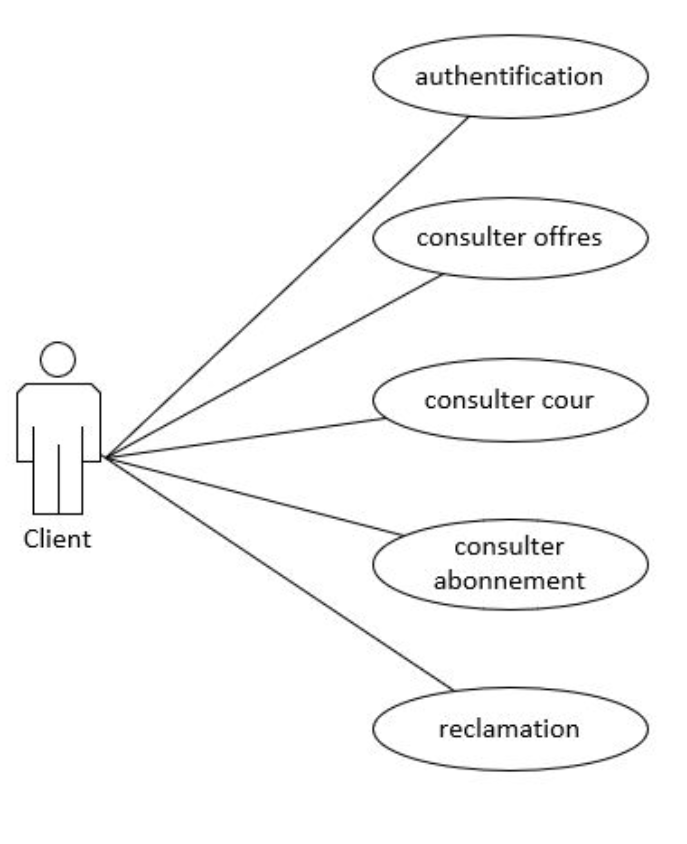 authentification
consulter offres
consulter cour
Client
consulter
abonnement
reclamation